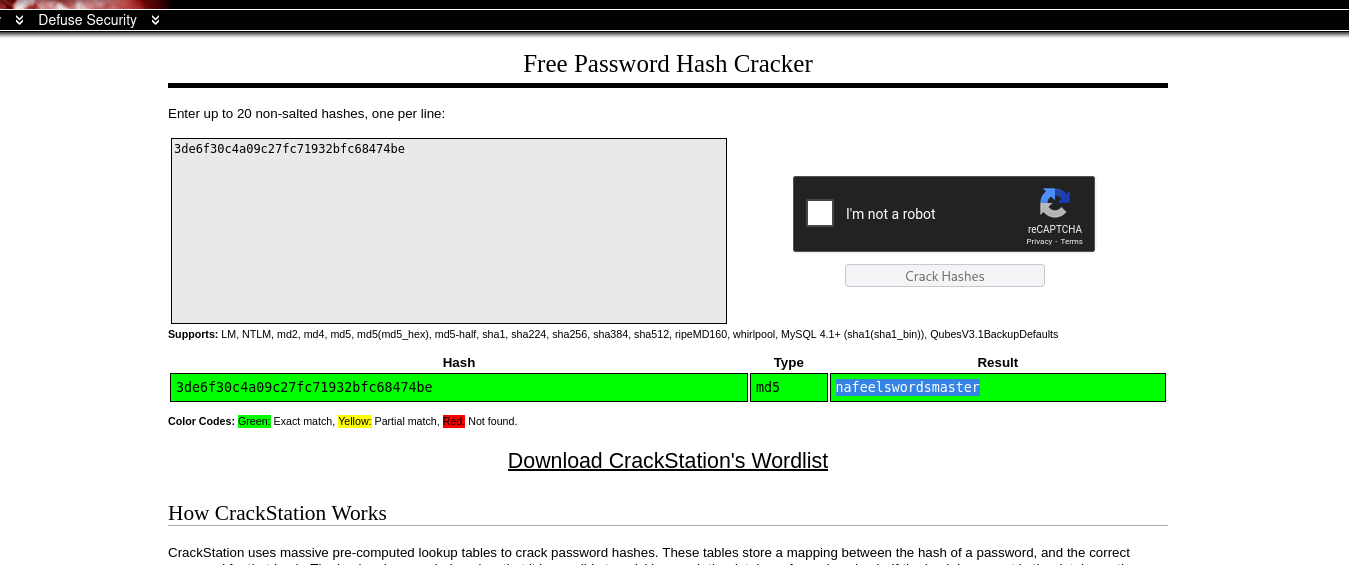 Defuse Security
Free Password Hash Cracker
Enter up to 20 non-salted hashes, one per line:
3de6f30c4a09c27fc71932bfc68474be
I'm not a robot
reCAPTCHA
Privacy - Terms
Crack Hashes
Supports: LM, NTLM, md2, md4, md5, md5(md5_hex), md5-half, sha1, sha224, sha256, sha384, sha512, ripeMD160, whirlpool, MySQL 4.1+ (sha1(sha1_bin)), QubesV3.1BackupDefaults
Hash Type Result
3de6f30c4a09c27fc71932bfc68474be md5 nafeelswordsmaster
Color Codes: Green: Exact match, Yellow: Partial match, Red: Not found.
Download CrackStation's Wordlist
How CrackStation Works
CrackStation uses massive pre-computed lookup tables to crack password hashes. These tables store a mapping between the hash of a password, and the correct